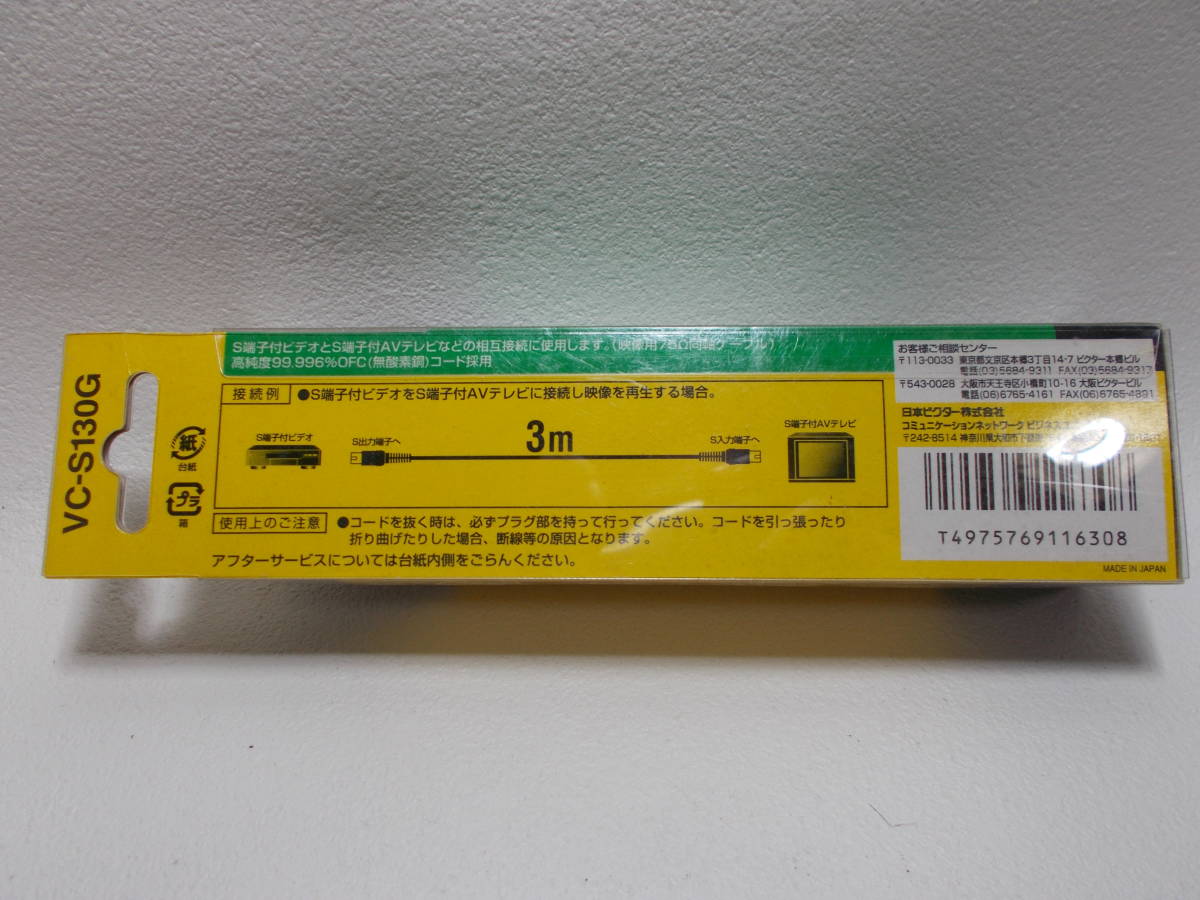 VC-S130G
紙
台紙
プラ
箱
S端子付ビデオとS端子付AVテレビなどの相互接続に使用します。(映像用75Ω同軸ケーブル)
高純度99.996%OFC(無酸素銅)コード採用
接続例 ●S端子付ビデオをS端子付AVテレビに接続し映像を再生する場合。
S端子付ビデオ
S出力端子へ
3m
S入力端子へ
S端子付AVテレビ
使用上のご注意 ●コードを抜く時は、必ずプラグ部を持って行ってください。コードを引っ張ったり
折り曲げたりした場合、断線等の原因となります。
アフターサービスについては台紙内側をごらんください。
お客様ご相談センター
〒113-0033 東京都文京区本郷3丁目14-7 ビクター本郷ビル
電話(03)5684-9311 FAX(03)5684-9317
〒543-0028 大阪市天王寺区小橋町10-16 大阪ビクタービル
電話(06)6765-4161 FAX(06)6765-4891
日本ビクター株式会社
コミュニケーションネットワーク ビジネス
〒242-8514 神奈川県大和市下鶴間
T4975769116308
MADE IN JAPAN